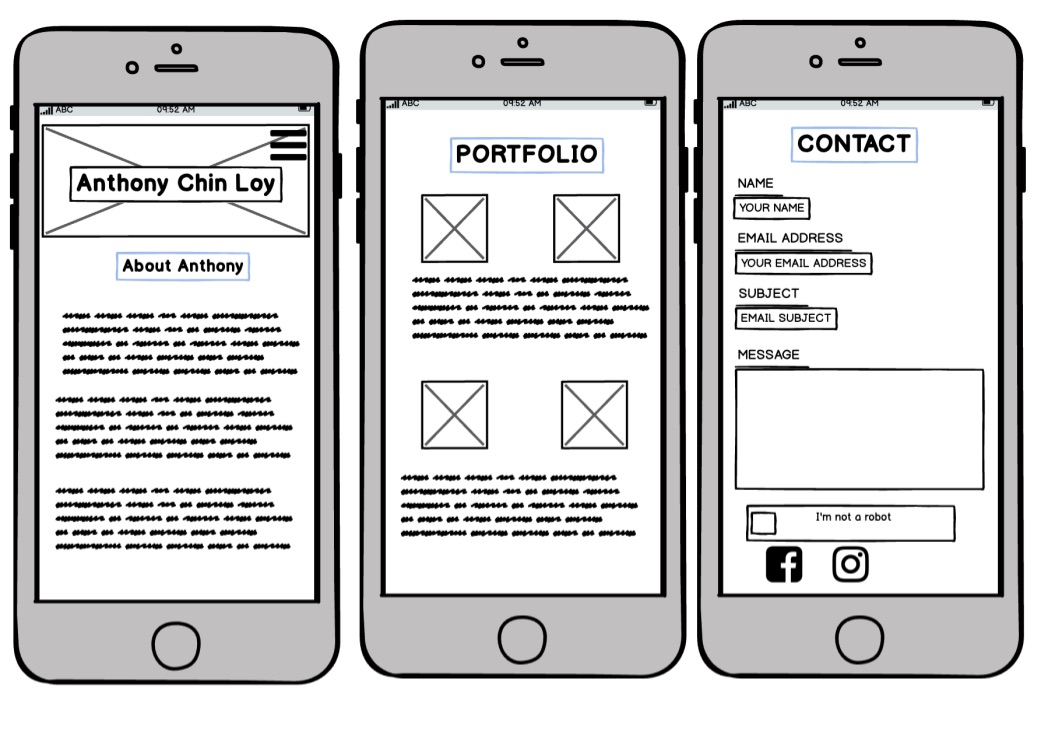 ABC 09:52 AM
Anthony Chin Loy
About Anthony
ABC 09:52 AM
PORTFOLIO
ABC 09:52 AM
CONTACT
NAME
YOUR NAME
EMAIL ADDRESS
YOUR EMAIL ADDRESS
SUBJECT
EMAIL SUBJECT
MESSAGE
I'm not a robot